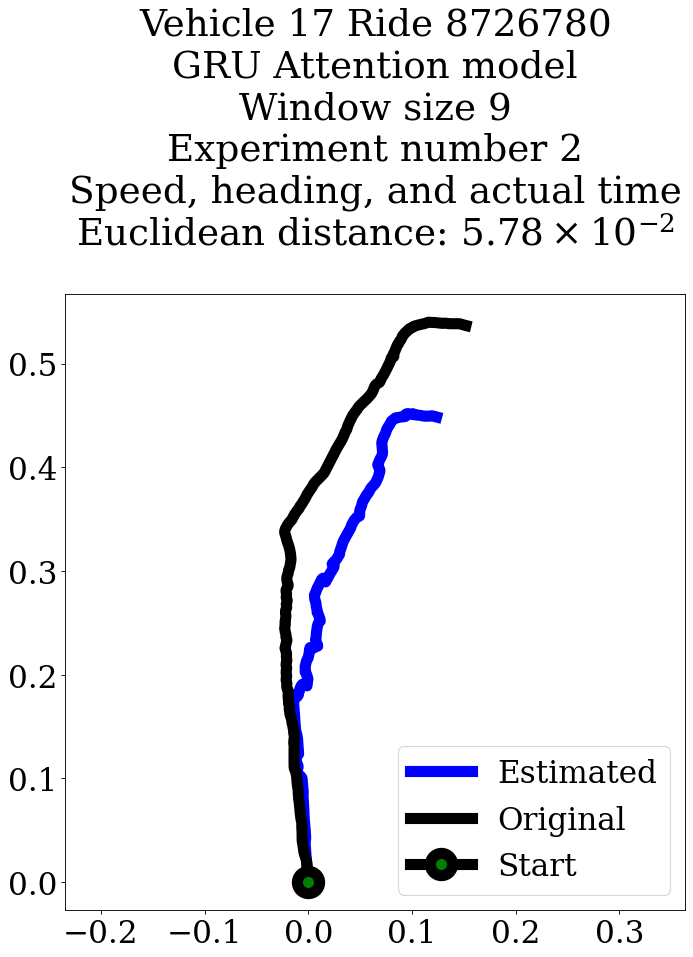 Vehicle 17 Ride 8726780
GRU Attention model
Window size 9
Experiment number 2
Speed, heading, and actual time
Euclidean distance: 5.78 × 10⁻²
0.5
0.4
0.3
0.2
0.1
0.0
−0.2 −0.1 0.0 0.1 0.2 0.3
Estimated
Original
Start